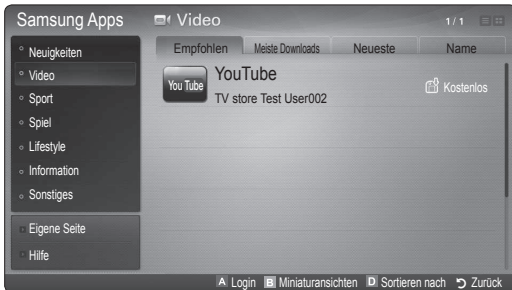 Samsung Apps
Video
1/1
Neuigkeiten
Video
Sport
Spiel
Lifestyle
Information
Sonstiges
Eigene Seite
Hilfe
Empfohlen Meiste Downloads Neueste Name
You Tube
YouTube
TV store Test User002
Kostenlos
A Login B Miniaturansichten D Sortieren nach Zurück